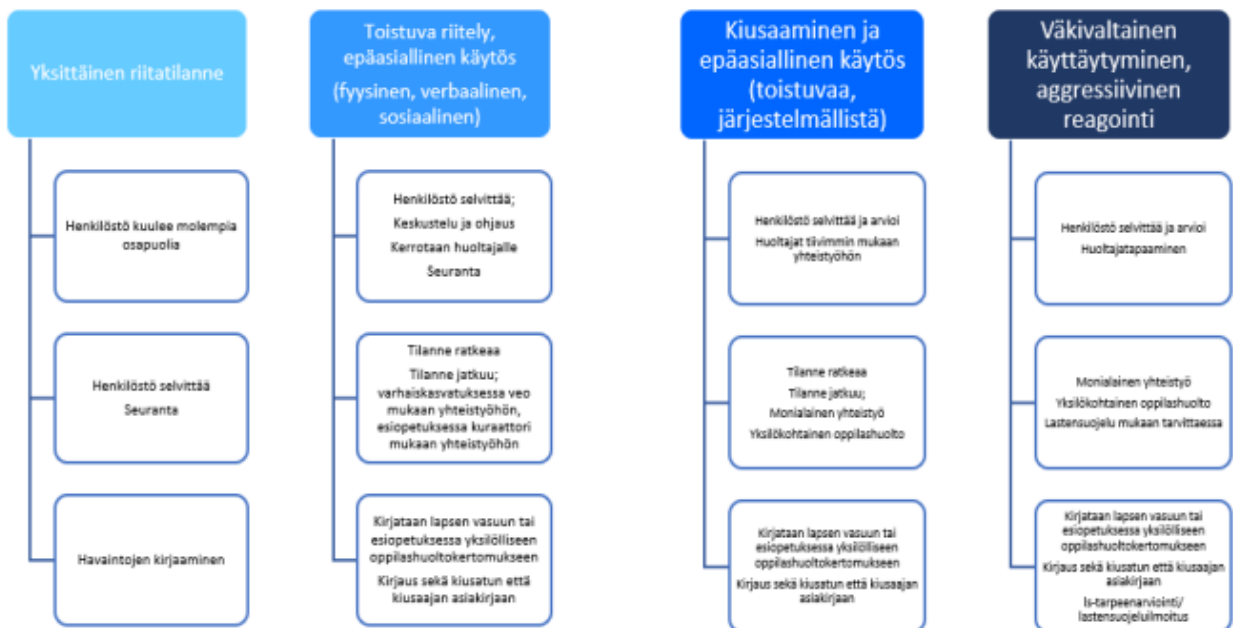 Yksittäinen riitatilanne
Henkilöstö kuulee molempia
osapuolia
Henkilöstö selvittää
Seuranta
Havaintojen kirjaaminen
Toistuva riitely,
epäasiallinen käytös
(fyysinen, verbaalinen,
sosiaalinen)
Henkilöstö selvittää;
Keskustelu ja ohjaus
Kerrotaan huoltajalle
Seuranta
Tilanne ratkeaa
Tilanne jatkuu;
varhaiskasvatuksessa veo
mukaan yhteistyöhön,
esiopetuksessa kuraattori
mukaan yhteistyöhön
Kirjataan lapsen vasuun tai
esiopetuksessa yksilölliseen
oppilashuoltokertomukseen
Kirjaus sekä kiusatun että
kiusaajan asiakirjaan
Kiusaaminen ja
epäasiallinen käytös
(toistuvaa,
järjestelmällistä)
Henkilöstö selvittää ja arvioi
Huoltajat tiivimmin mukaan
yhteistyöhön
Tilanne ratkeaa
Tilanne jatkuu;
Monialainen yhteistyö
Yksilökohtainen oppilashuolto
Kirjataan lapsen vasuun tai
esiopetuksessa yksilölliseen
oppilashuoltokertomukseen
Kirjaus sekä kiusatun että kiusaajan
asiakirjaan
Väkivaltainen
käyttäytyminen,
aggressiivinen
reagointi
Henkilöstö selvittää ja arvioi
Huoltajatapaaminen
Monialainen yhteistyö
Yksilökohtainen oppilashuolto
Lastensuojelu mukaan tarvittaessa
Kirjataan lapsen vasuun tai
esiopetuksessa yksilölliseen
oppilashuoltokertomukseen
Kirjaus sekä kiusatun että kiusaajan
asiakirjaan
ls-tarpeenarviointi/
lastensuojeluilmoitus